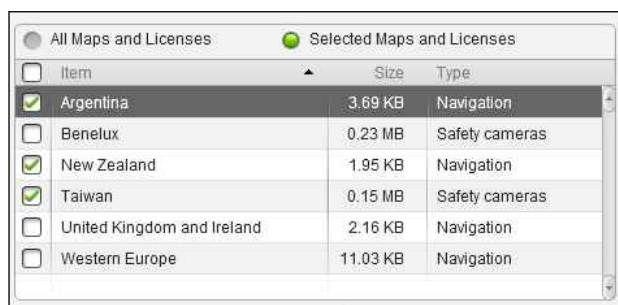 All Maps and Licenses Selected Maps and Licenses
Item Size Type
Argentina 3.69 KB Navigation
Benelux 0.23 MB Safety cameras
New Zealand 1.95 KB Navigation
Taiwan 0.15 MB Safety cameras
United Kingdom and Ireland 2.16 KB Navigation
Western Europe 11.03 KB Navigation